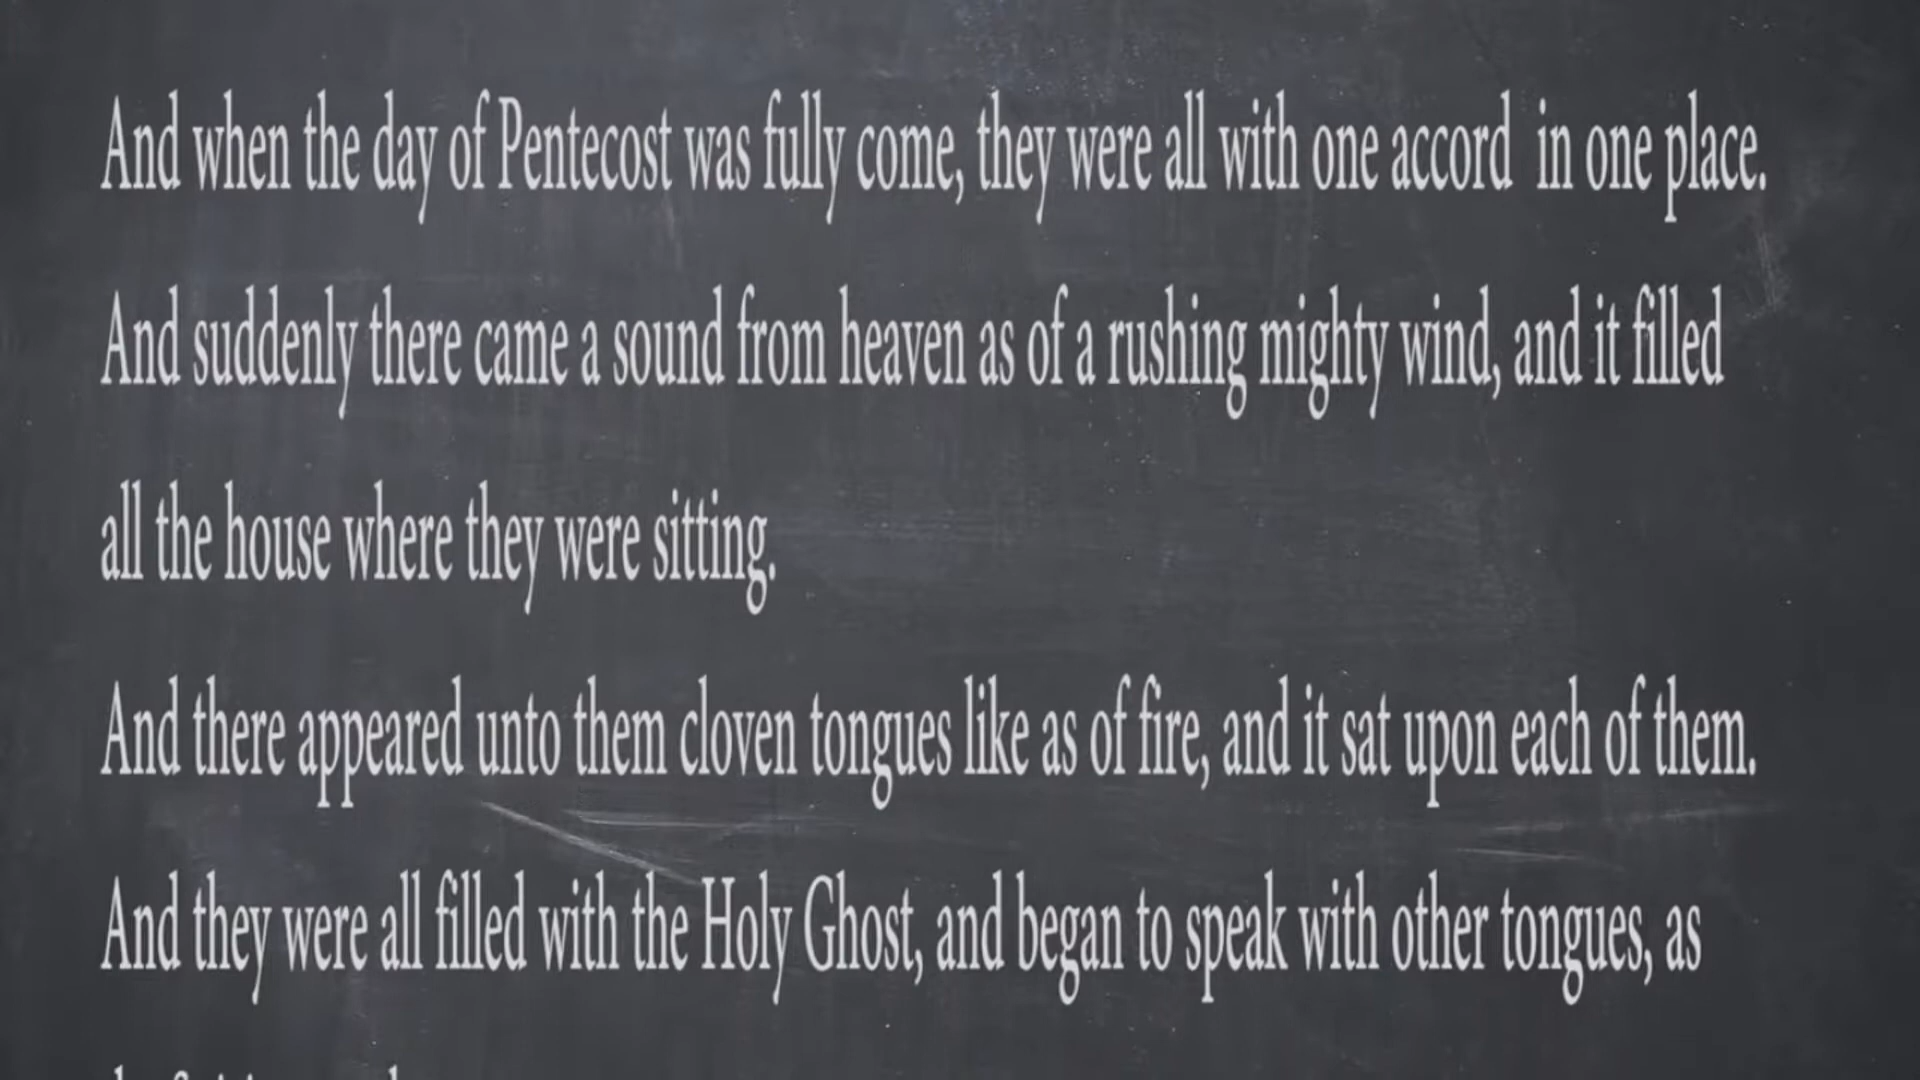 And when the day of Pentecost was fully come, they were all with one accord in one place.
And suddenly there came a sound from heaven as of a rushing mighty wind, and it filled
all the house where they were sitting.
And there appeared unto them cloven tongues like as of fire, and it sat upon each of them.
And they were all filled with the Holy Ghost, and began to speak with other tongues, as